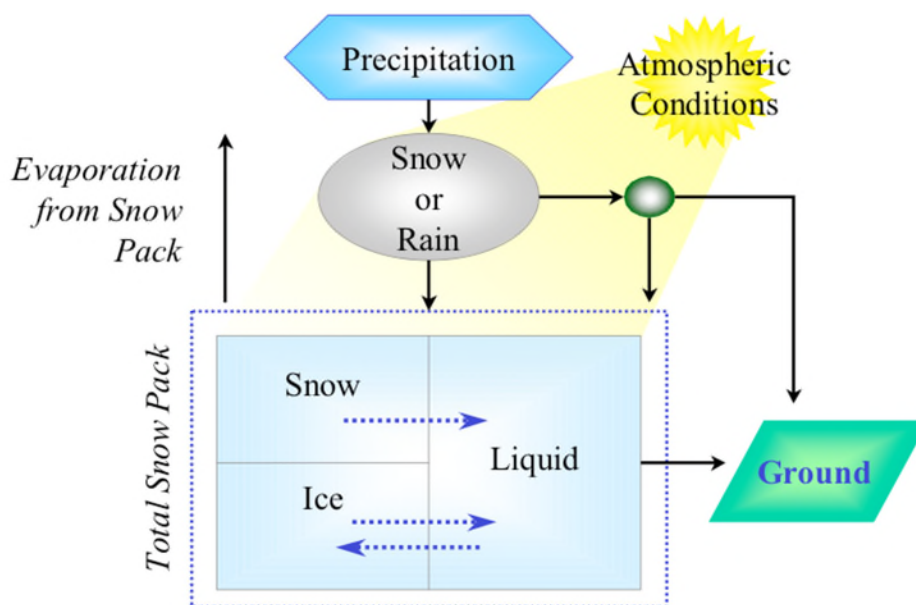 Precipitation
Atmospheric
Conditions
Snow
or
Rain
Evaporation
from Snow
Pack
Total Snow Pack
Snow
Liquid
Ice
Ground